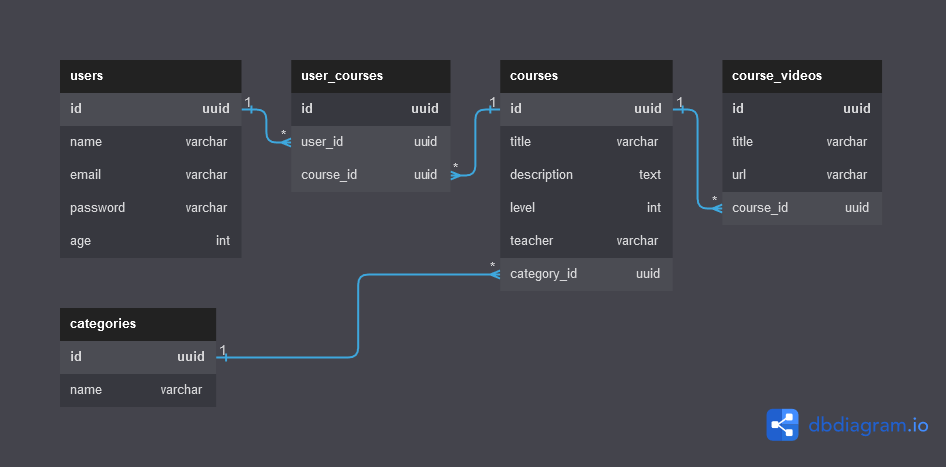 users
id uuid
name varchar
email varchar
password varchar
age int
user_courses
id uuid
user_id uuid
course_id uuid
courses
id uuid
title varchar
description text
level int
teacher varchar
category_id uuid
course_videos
id uuid
title varchar
url varchar
course_id uuid
categories
id uuid
name varchar
1
*
1
*
1
*
1
*
dbdiagram.io